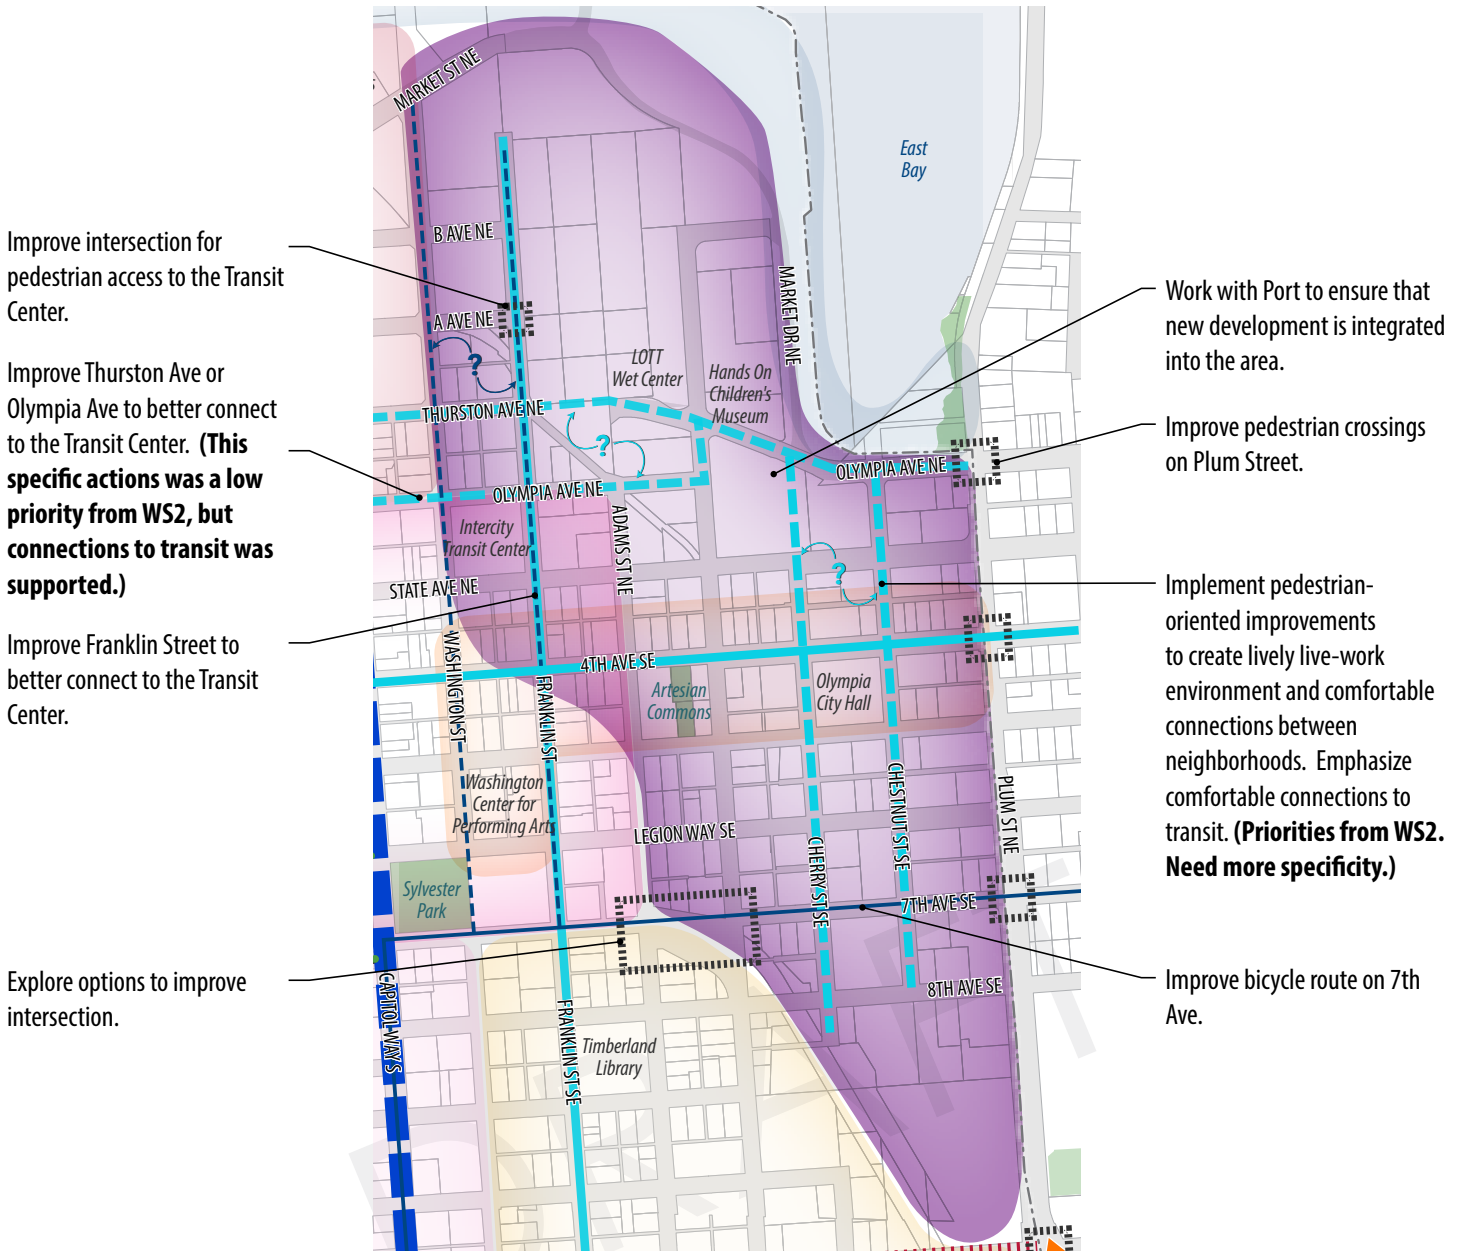 Improve intersection for
pedestrian access to the Transit
Center.
Improve Thurston Ave or
Olympia Ave to better connect
to the Transit Center. (This
specific actions was a low
priority from WS2, but
connections to transit was
supported.)
Improve Franklin Street to
better connect to the Transit
Center.
Explore options to improve
intersection.
MARKET ST NE
East
Bay
B AVE NE
A AVE NE
MARKET DR NE
?
LOTT
Wet Center
Hands On
Children's
Museum
THURSTON AVE NE
?
OLYMPIA AVE NE
OLYMPIA AVE NE
Intercity
Transit Center
ADAMS ST NE
STATE AVE NE
?
WASHINGTON ST
4TH AVE SE
FRANKLIN ST
Artesian
Commons
Olympia
City Hall
Washington
Center for
Performing Arts
LEGION WAY SE
CHESTNUT ST SE
PLUM ST NE
CHERRY ST SE
Sylvester
Park
7TH AVE SE
CAPITOL WAY S
8TH AVE SE
FRANKLIN ST SE
Timberland
Library
DRAFT
Work with Port to ensure that
new development is integrated
into the area.
Improve pedestrian crossings
on Plum Street.
Implement pedestrian-
oriented improvements
to create lively live-work
environment and comfortable
connections between
neighborhoods.  Emphasize
comfortable connections to
transit. (Priorities from WS2.
Need more specificity.)
Improve bicycle route on 7th
Ave.